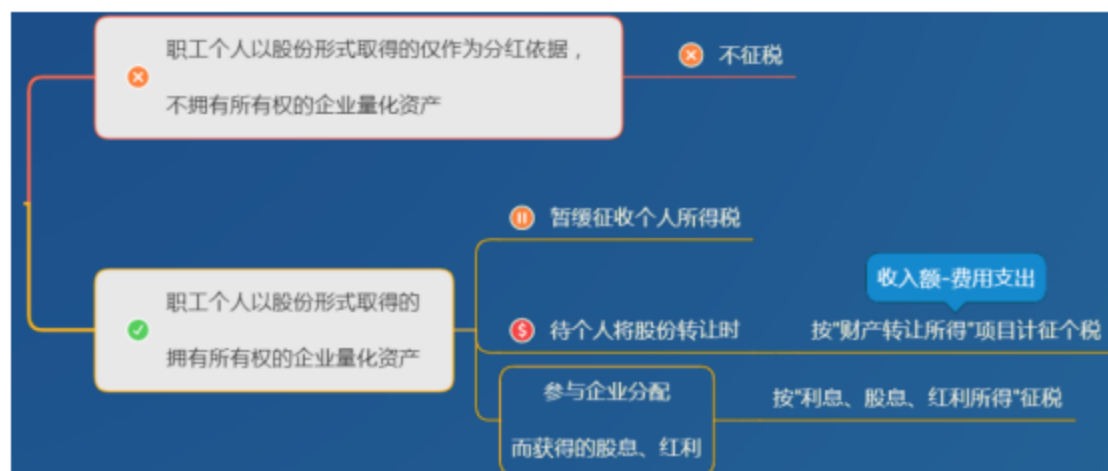 职工个人以股份形式取得的仅作为分红依据，
不拥有所有权的企业量化资产
不征税
暂缓征收个人所得税
职工个人以股份形式取得的
拥有所有权的企业量化资产
收入额-费用支出
待个人将股份转让时
按"财产转让所得"项目计征个税
参与企业分配
而获得的股息、红利
按"利息、股息、红利所得"征税